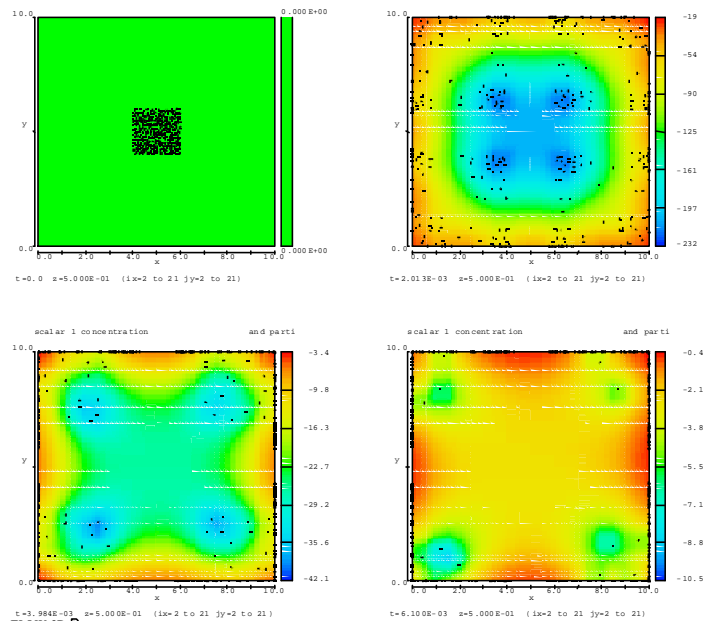 10.0
0.000E+00
y
0.0
0.000E+00
0.0 2.0 4.0 6.0 8.0 10.0
x
t=0.0 z=5.000E-01 (ix=2 to 21 jy=2 to 21)
10.0
-19
-54
-90
-125
-161
-197
-232
y
0.0
0.0 2.0 4.0 6.0 8.0 10.0
x
t=2.013E-03 z=5.000E-01 (ix=2 to 21 jy=2 to 21)
scalar 1 concentration and parti
10.0
-3.4
-9.8
-16.3
-22.7
-29.2
-35.6
-42.1
y
0.0
0.0 2.0 4.0 6.0 8.0 10.0
x
t=3.984E-03 z=5.000E-01 (ix=2 to 21 jy=2 to 21)
scalar 1 concentration and parti
10.0
-0.4
-2.1
-3.8
-5.5
-7.1
-8.8
-10.5
y
0.0
0.0 2.0 4.0 6.0 8.0 10.0
x
t=6.100E-03 z=5.000E-01 (ix=2 to 21 jy=2 to 21)